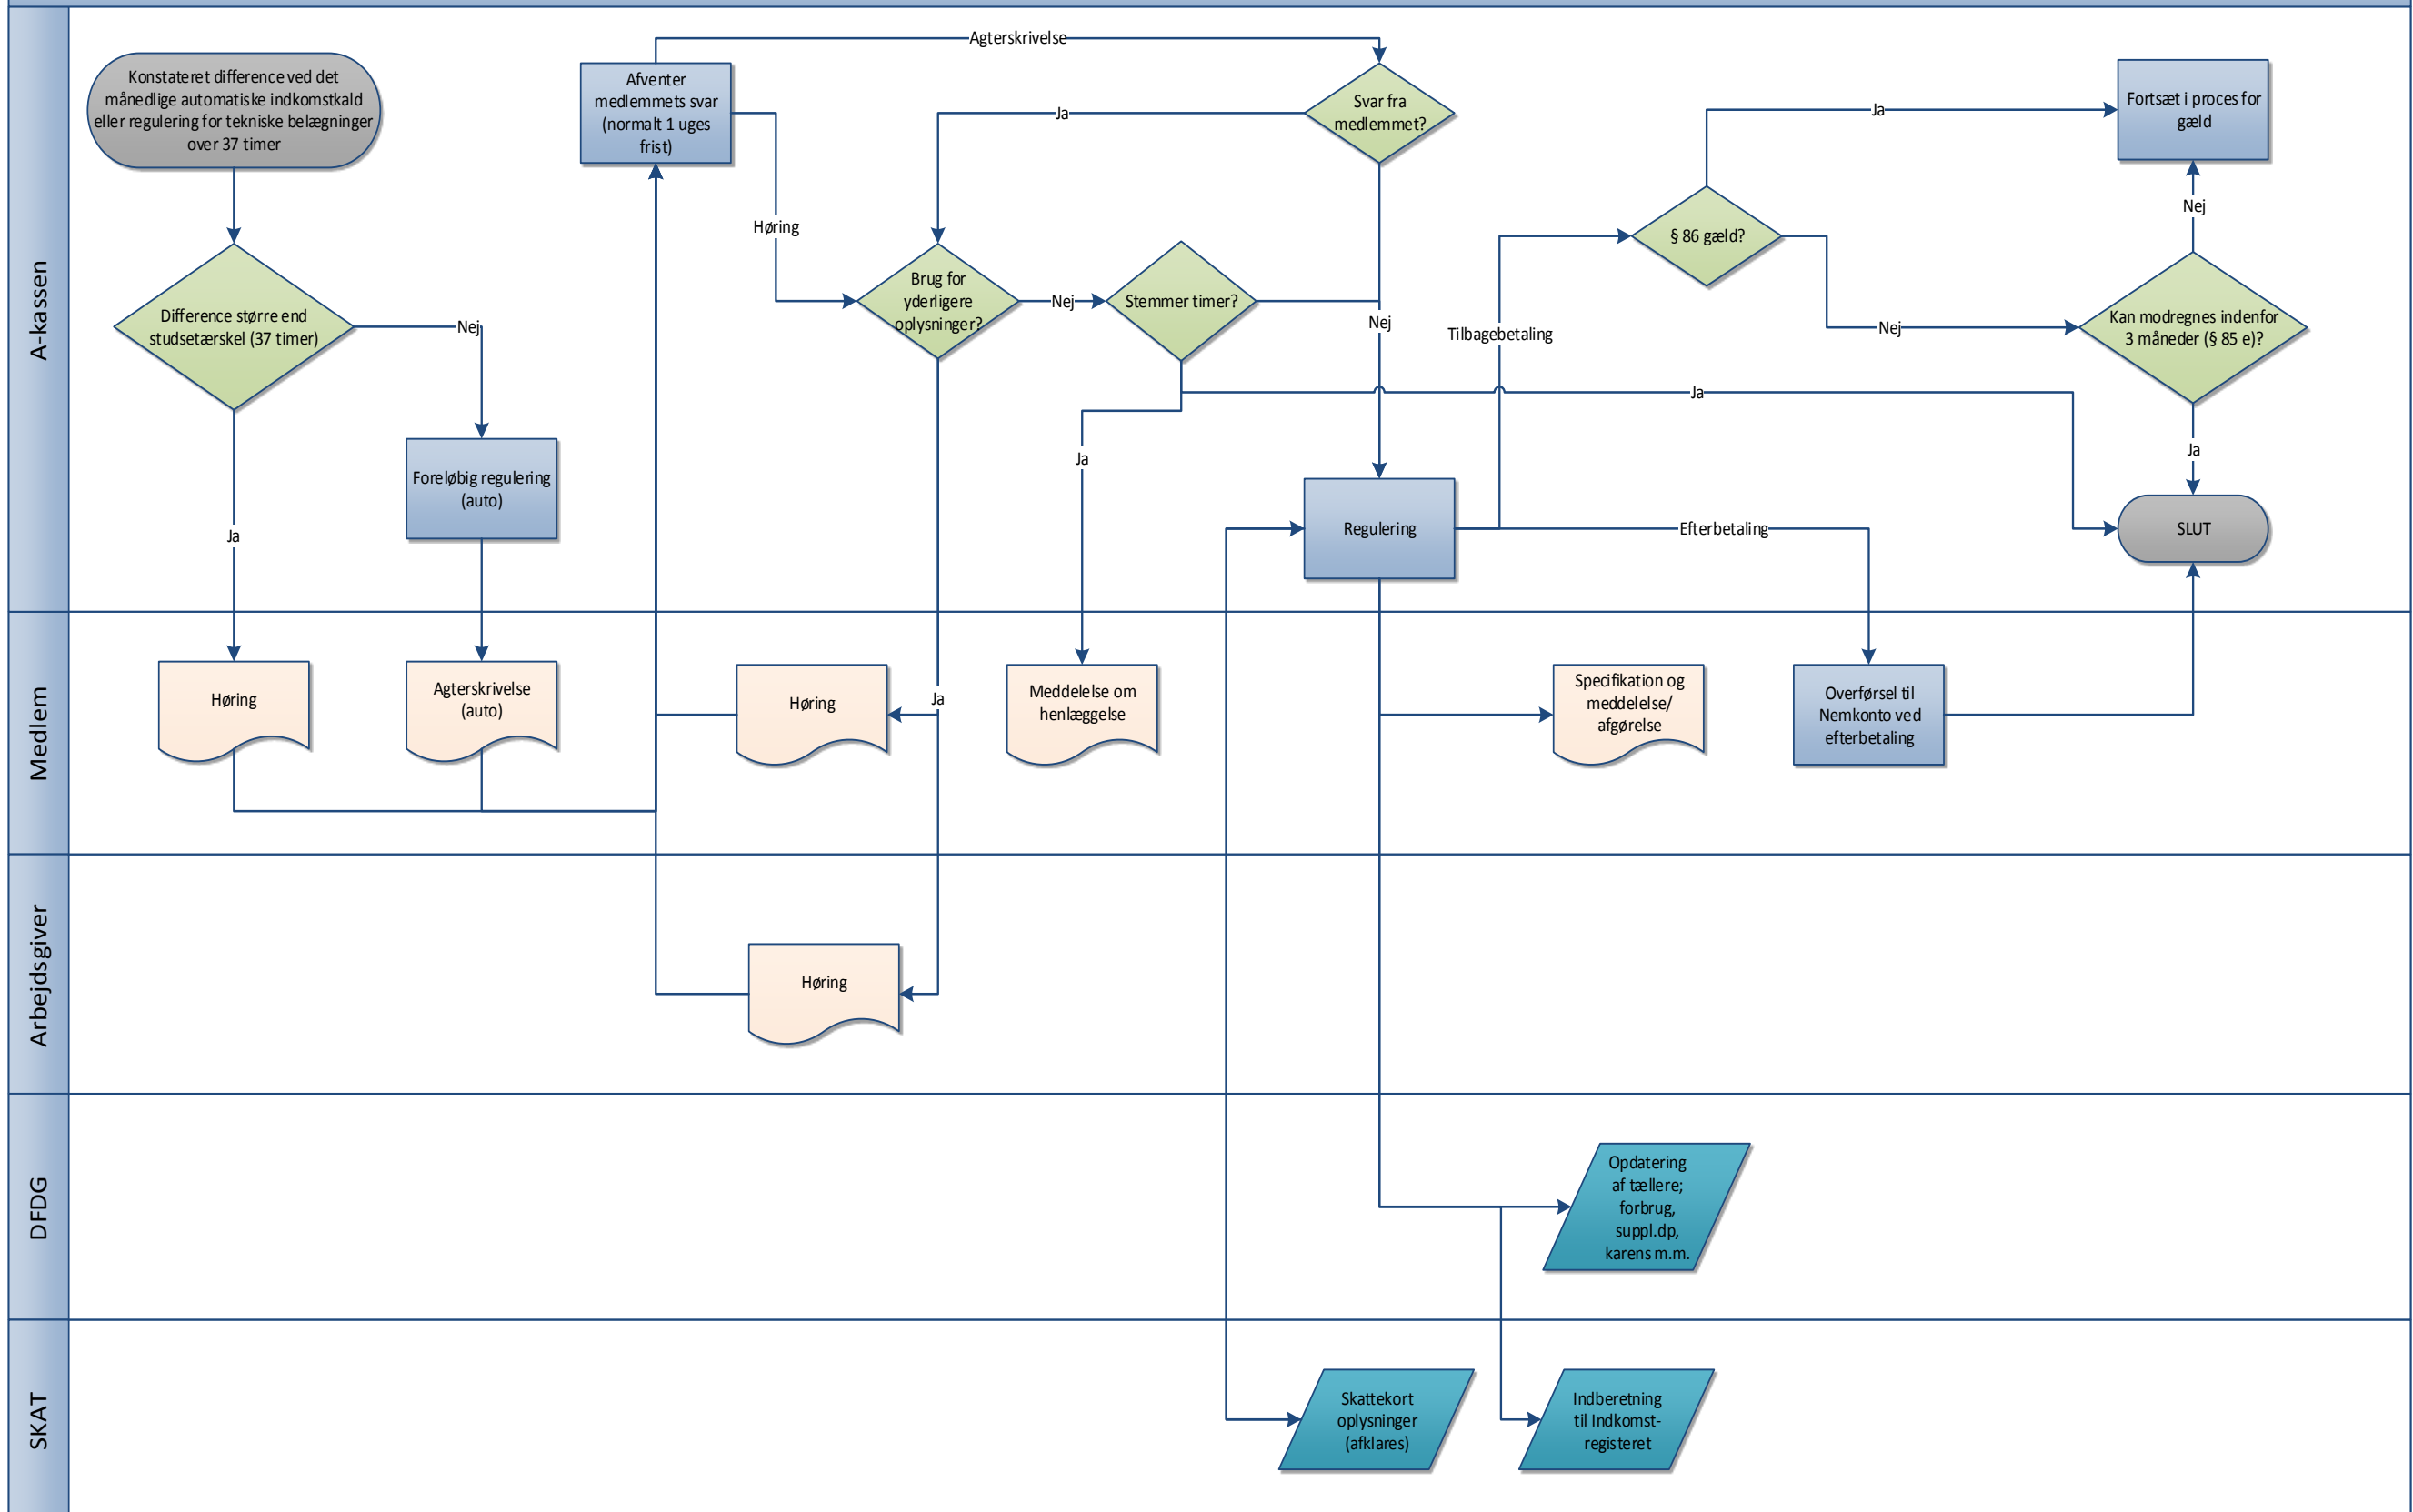 A-kassen
Konstateret difference ved det
månedlige automatiske indkomstkald
eller regulering for tekniske belægninger
over 37 timer
Difference større end
studsetærskel (37 timer)
Nej
Ja
Foreløbig regulering
(auto)
Afventer
medlemmets svar
(normalt 1 uges
frist)
Agterskrivelse
Høring
Svar fra
medlemmet?
Ja
Nej
Brug for
yderligere
oplysninger?
Nej
Ja
Stemmer timer?
Ja
Ja
Regulering
Tilbagebetaling
Efterbetaling
§ 86 gæld?
Ja
Nej
Fortsæt i proces for
gæld
Nej
Kan modregnes indenfor
3 måneder (§ 85 e)?
Ja
SLUT
Medlem
Høring
Agterskrivelse
(auto)
Høring
Meddelelse om
henlæggelse
Specifikation og
meddelelse/
afgørelse
Overførsel til
Nemkonto ved
efterbetaling
Arbejdsgiver
Høring
DFDG
Opdatering
af tællere;
forbrug,
suppl.dp,
karens m.m.
SKAT
Skattekort
oplysninger
(afklares)
Indberetning
til Indkomst-
registeret